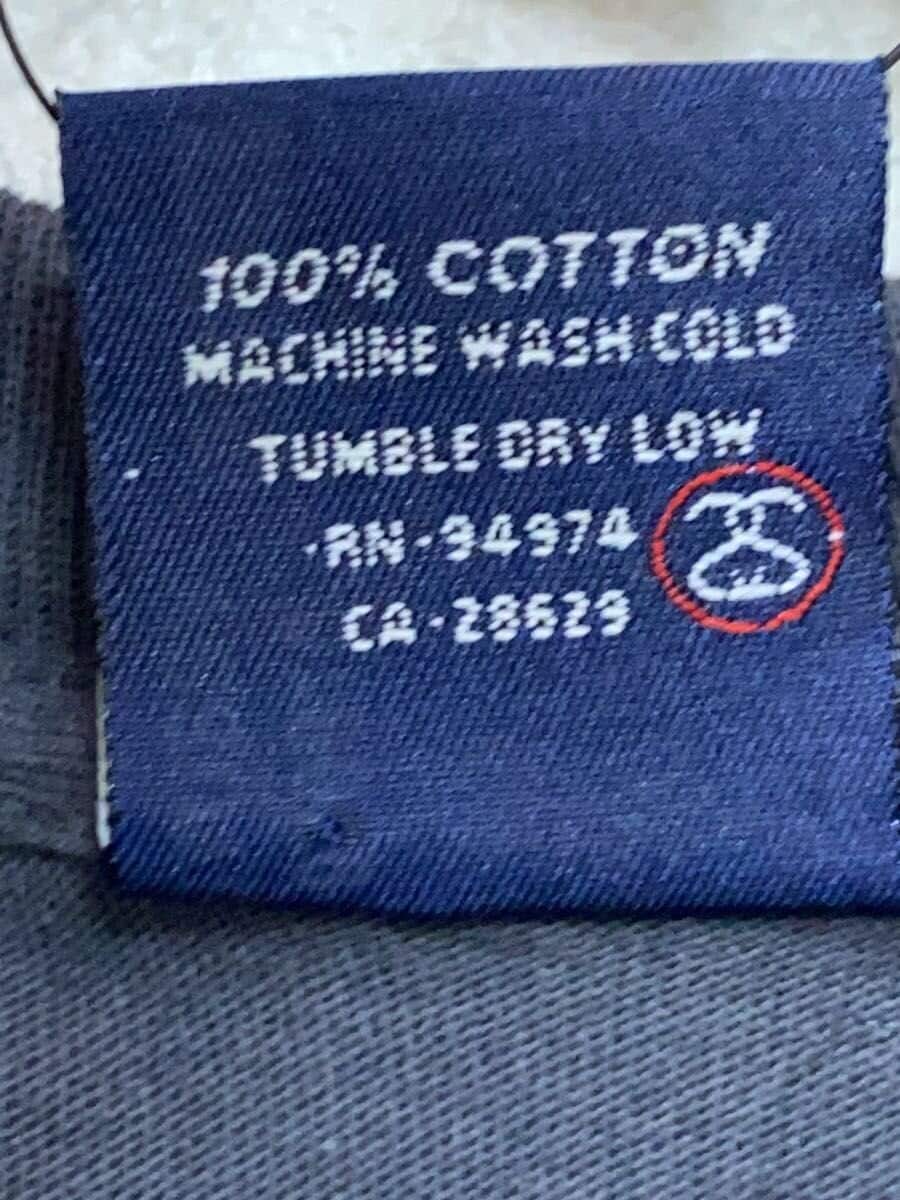 100% COTTON
MACHINE WASH COLD
TUMBLE DRY LOW
RN-94974
CA-28629